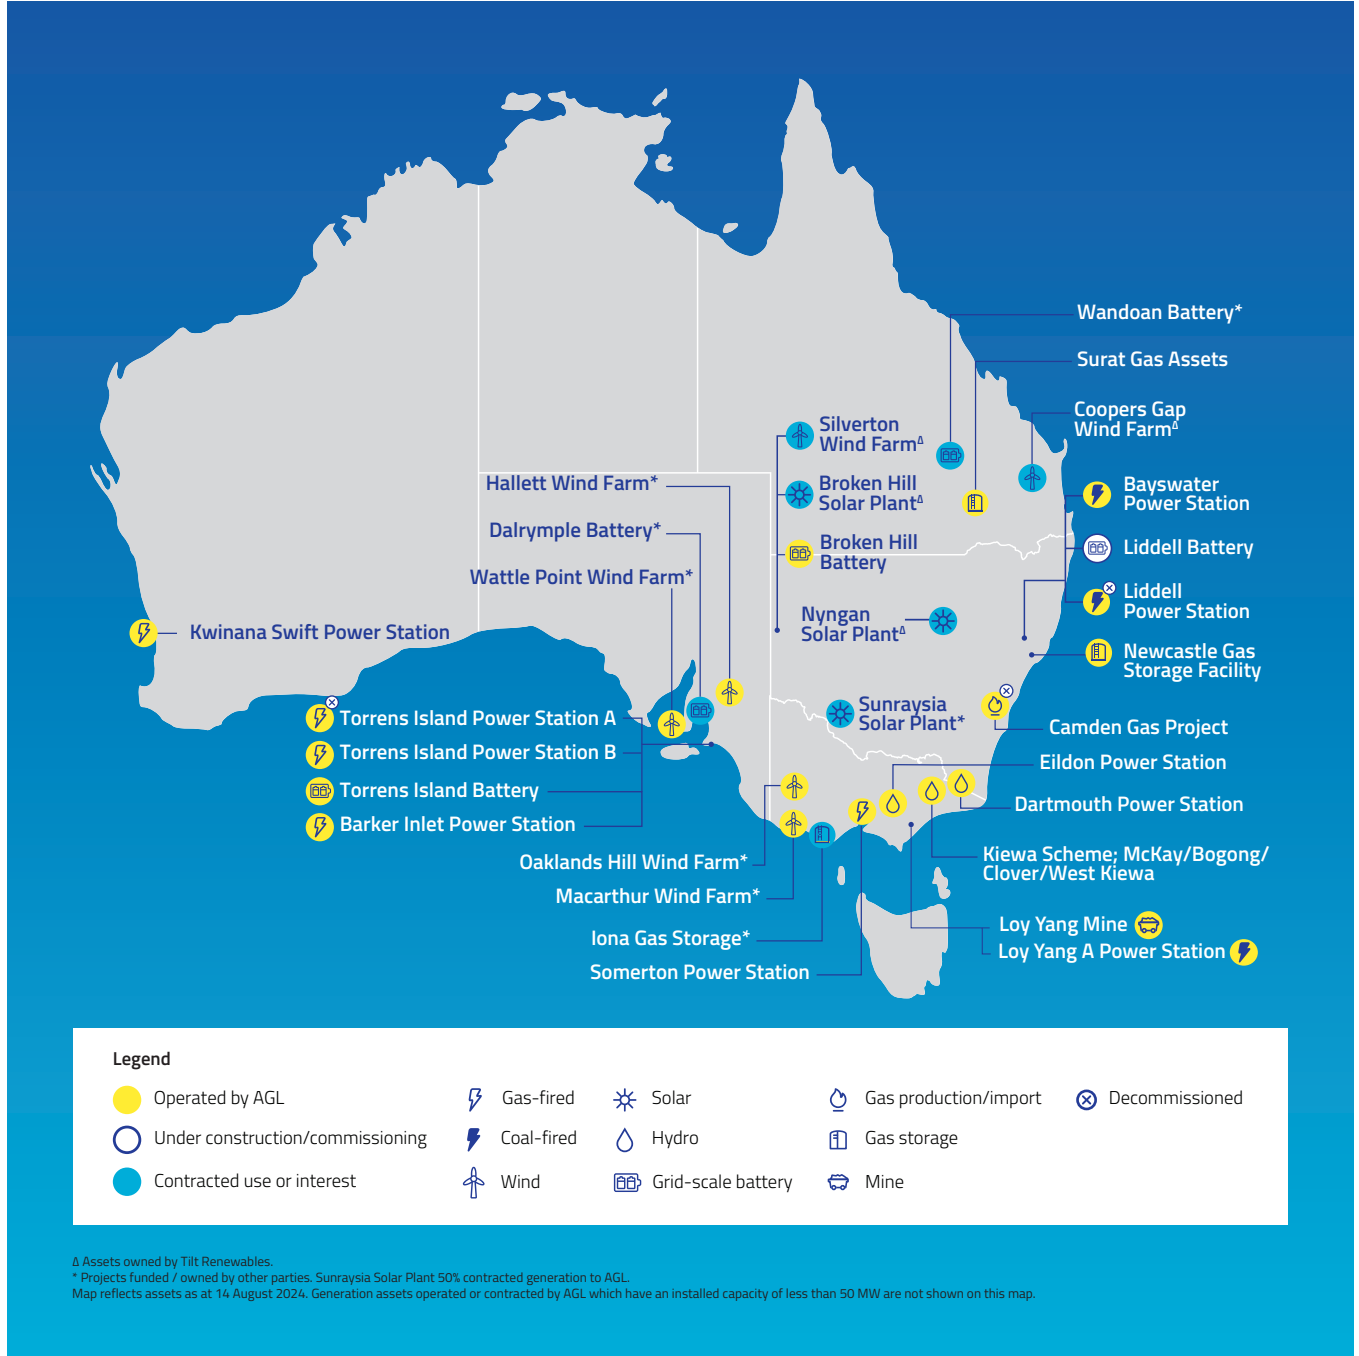 Wandoan Battery*
Surat Gas Assets
Coopers Gap
Wind FarmΔ
Silverton
Wind FarmΔ
Broken Hill
Solar PlantΔ
Broken Hill
Battery
Hallett Wind Farm*
Dalrymple Battery*
Wattle Point Wind Farm*
Bayswater
Power Station
Liddell Battery
Liddell
Power Station
Nyngan
Solar PlantΔ
Kwinana Swift Power Station
Newcastle Gas
Storage Facility
Sunraysia
Solar Plant*
Torrens Island Power Station A
Torrens Island Power Station B
Torrens Island Battery
Barker Inlet Power Station
Camden Gas Project
Eildon Power Station
Dartmouth Power Station
Kiewa Scheme; McKay/Bogong/
Clover/West Kiewa
Oaklands Hill Wind Farm*
Macarthur Wind Farm*
Iona Gas Storage*
Somerton Power Station
Loy Yang Mine
Loy Yang A Power Station
Legend
Operated by AGL
Under construction/commissioning
Contracted use or interest
Gas-fired
Coal-fired
Wind
Solar
Hydro
Grid-scale battery
Gas production/import
Gas storage
Mine
Decommissioned
Δ Assets owned by Tilt Renewables.
* Projects funded / owned by other parties. Sunraysia Solar Plant 50% contracted generation to AGL.
Map reflects assets as at 14 August 2024. Generation assets operated or contracted by AGL which have an installed capacity of less than 50 MW are not shown on this map.